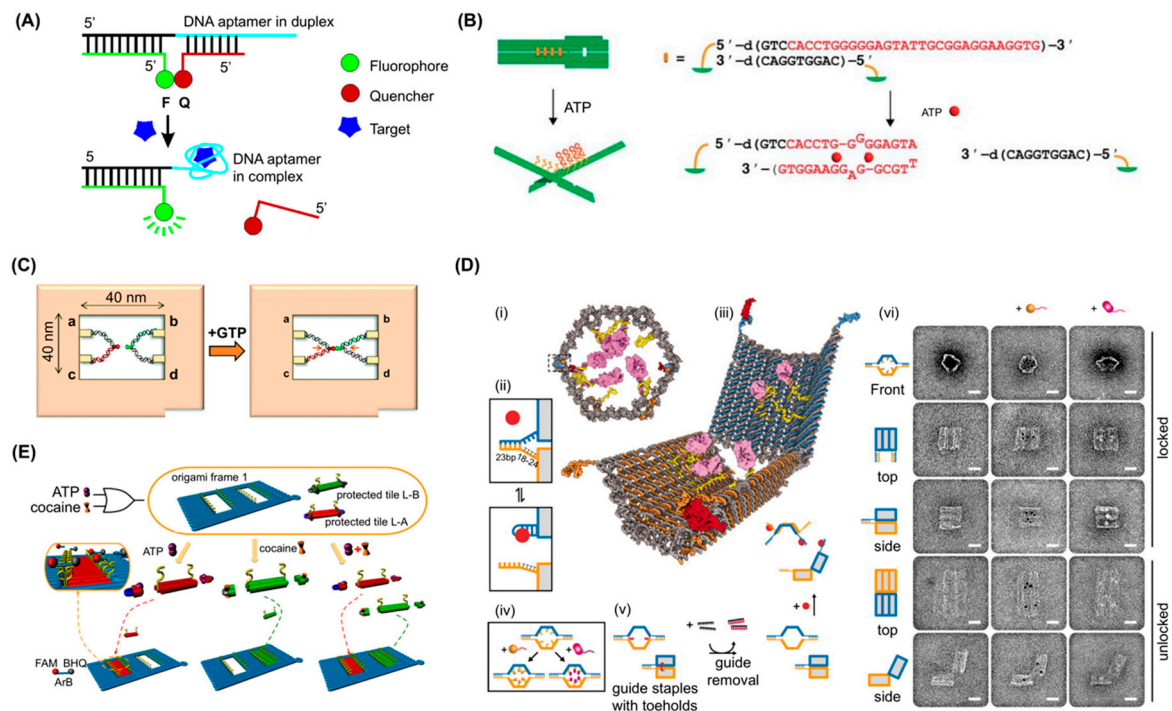 (A)
5'
DNA aptamer in duplex
5'
5'
F Q
Fluorophore
Quencher
Target
5
DNA aptamer
in complex
5'
(B)
ATP
=
5′-d(GTCCACCTGGGGGAGTATTGCGGAGGAAGGTG)-3′
3′-d(CAGGTGGAC)-5′
ATP
5′-d(GTCCACCTG-GGGGAGTA
T
3′-(GTGGAAGGAG-GCGTT
3′-d(CAGGTGGAC)-5′
(C)
40 nm
40 nm
a
b
c
d
+GTP
a
b
c
d
(D)
(i)
(ii)
23bp 18-24
(iii)
(iv)
+
+
(v)
guide staples
with toeholds
+
guide
removal
+
(vi)
+
+
Front
top
side
top
side
locked
unlocked
(E)
ATP
cocaine
origami frame 1
protected tile L-B
protected tile L-A
ATP
cocaine
+
FAM BHQ
ArB